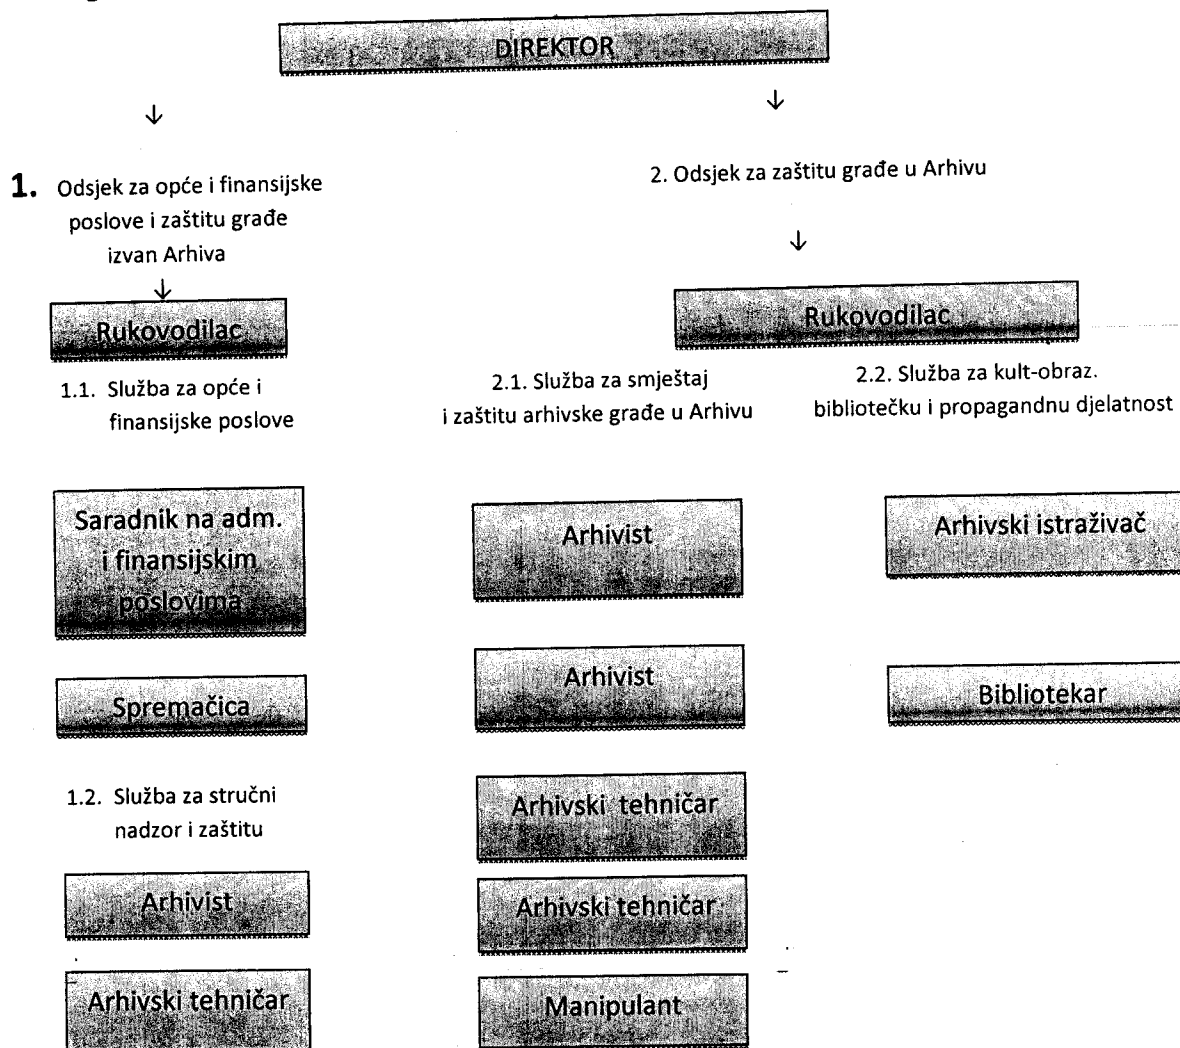 DIREKTOR
1. Odsjek za opće i finansijske
poslove i zaštitu građe
izvan Arhiva
Rukovodilac
1.1. Služba za opće i
finansijske poslove
Saradnik na adm.
i finansijskim
poslovima
Spremačica
1.2. Služba za stručni
nadzor i zaštitu
Arhivist
Arhivski tehničar
2. Odsjek za zaštitu građe u Arhivu
Rukovodilac
2.1. Služba za smještaj
i zaštitu arhivske građe u Arhivu
Arhivist
Arhivist
Arhivski tehničar
Arhivski tehničar
Manipulant
2.2. Služba za kult-obraz.
bibliotečku i propagandnu djelatnost
Arhivski istraživač
Bibliotekar